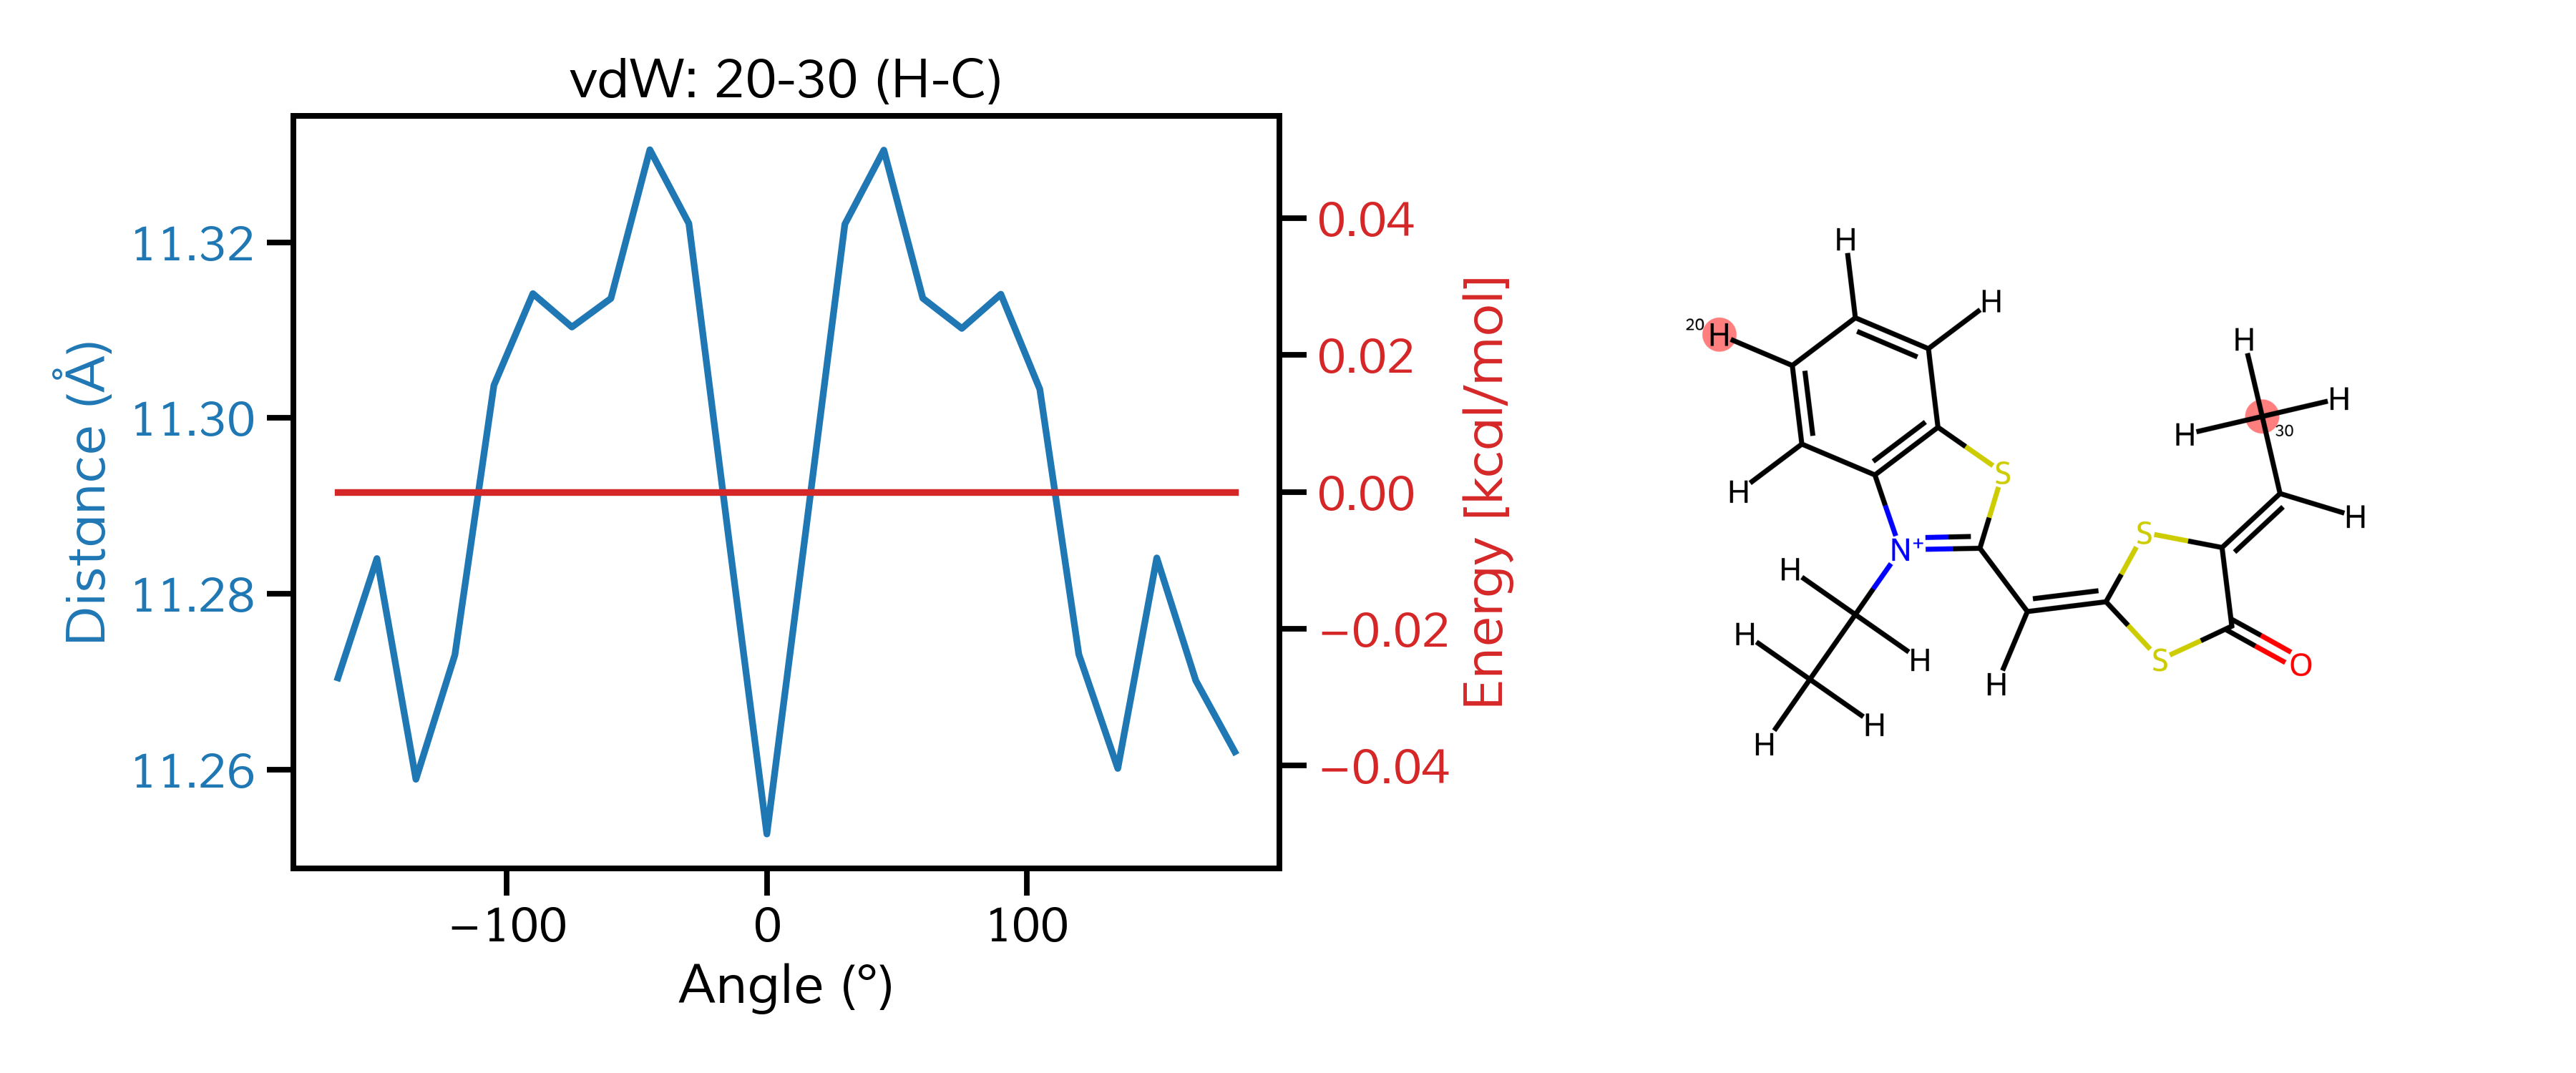 vdW: 20-30 (H-C)
Distance (Å)
11.32
11.30
11.28
11.26
0.04
0.02
0.00
−0.02
−0.04
Energy [kcal/mol]
−100
0
100
Angle (°)
H
H
20
H
H
H
H
30
H
S
H
S
N⁺
H
H
H
H
S
O
H
H
H